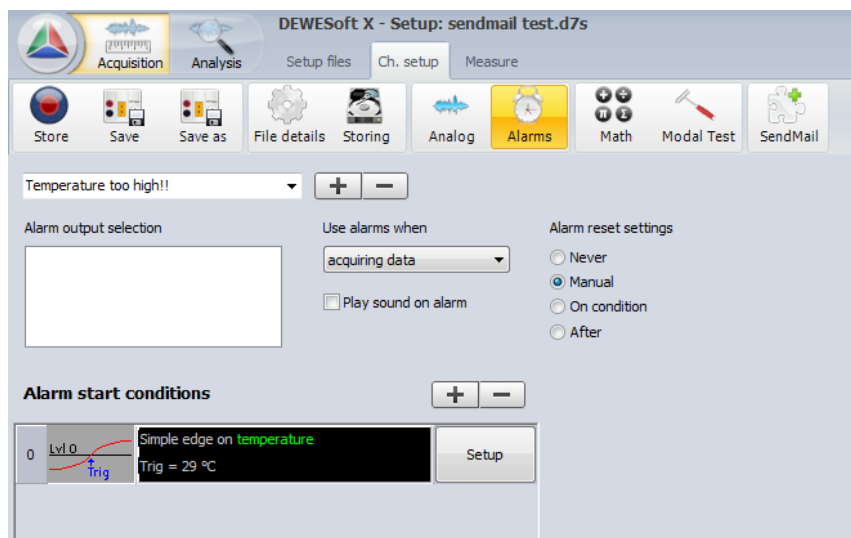 DEWESoft X - Setup: sendmail test.d7s
Acquisition Analysis Setup files Ch. setup Measure
Store Save Save as File details Storing Analog Alarms Math Modal Test SendMail
Temperature too high!!
Alarm output selection Use alarms when Alarm reset settings
acquiring data Never
Manual
Play sound on alarm On condition
After
Alarm start conditions
0 Lvl 0 Trig Simple edge on temperature
Trig = 29 ºC
Setup